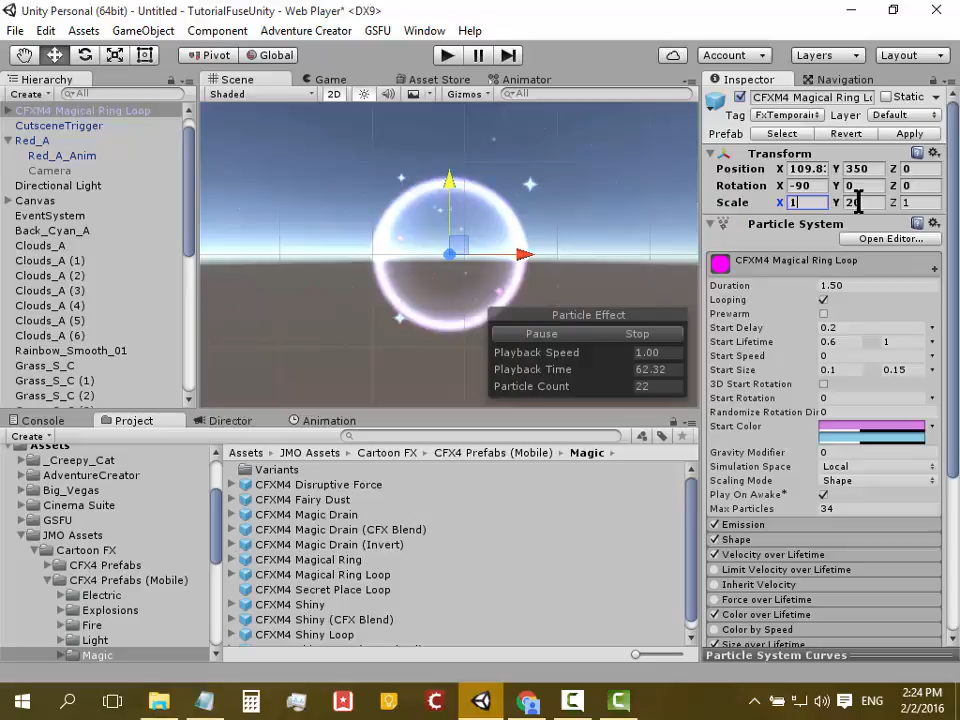 Unity Personal (64bit) - Untitled - TutorialFuseUnity - Web Player* <DX9>
File Edit Assets GameObject Component Adventure Creator GSFU Window Help
Pivot Global Account Layers Layout
Hierarchy
Create All
CFXM4 Magical Ring Loop
CutsceneTrigger
Red_A
Red_A_Anim
Camera
Directional Light
Canvas
EventSystem
Back_Cyan_A
Clouds_A
Clouds_A (1)
Clouds_A (2)
Clouds_A (3)
Clouds_A (4)
Clouds_A (5)
Clouds_A (6)
Rainbow_Smooth_01
Grass_S_C
Grass_S_C (1)
Grass_S_C (2)
Scene Game Asset Store Animator
Shaded 2D Gizmos All
Particle Effect
Pause Stop
Playback Speed 1.00
Playback Time 62.32
Particle Count 22
Inspector Navigation
CFXM4 Magical Ring Lo Static
Tag FxTemporair Layer Default
Prefab Select Revert Apply
Transform
Position X 109.8 Y 350 Z 0
Rotation X -90 Y 0 Z 0
Scale X 1 Y 20 Z 1
Particle System
Open Editor...
CFXM4 Magical Ring Loop
Duration 1.50
Looping
Prewarm
Start Delay 0.2
Start Lifetime 0.6 1
Start Speed 0
Start Size 0.1 0.15
3D Start Rotation
Start Rotation 0
Randomize Rotation Dir 0
Start Color
Gravity Modifier 0
Simulation Space Local
Scaling Mode Shape
Play On Awake*
Max Particles 34
Emission
Shape
Velocity over Lifetime
Limit Velocity over Lifetime
Inherit Velocity
Force over Lifetime
Color over Lifetime
Color by Speed
Size over Lifetime
Particle System Curves
Console Project Director Animation
Create
Assets
_Creepy_Cat
AdventureCreator
Big_Vegas
Cinema Suite
GSFU
JMO Assets
Cartoon FX
CFX4 Prefabs
CFX4 Prefabs (Mobile)
Electric
Explosions
Fire
Light
Magic
Assets JMO Assets Cartoon FX CFX4 Prefabs (Mobile) Magic
Variants
CFXM4 Disruptive Force
CFXM4 Fairy Dust
CFXM4 Magic Drain
CFXM4 Magic Drain (CFX Blend)
CFXM4 Magic Drain (Invert)
CFXM4 Magical Ring
CFXM4 Magical Ring Loop
CFXM4 Secret Place Loop
CFXM4 Shiny
CFXM4 Shiny (CFX Blend)
CFXM4 Shiny Loop
ENG
2:24 PM
2/2/2016